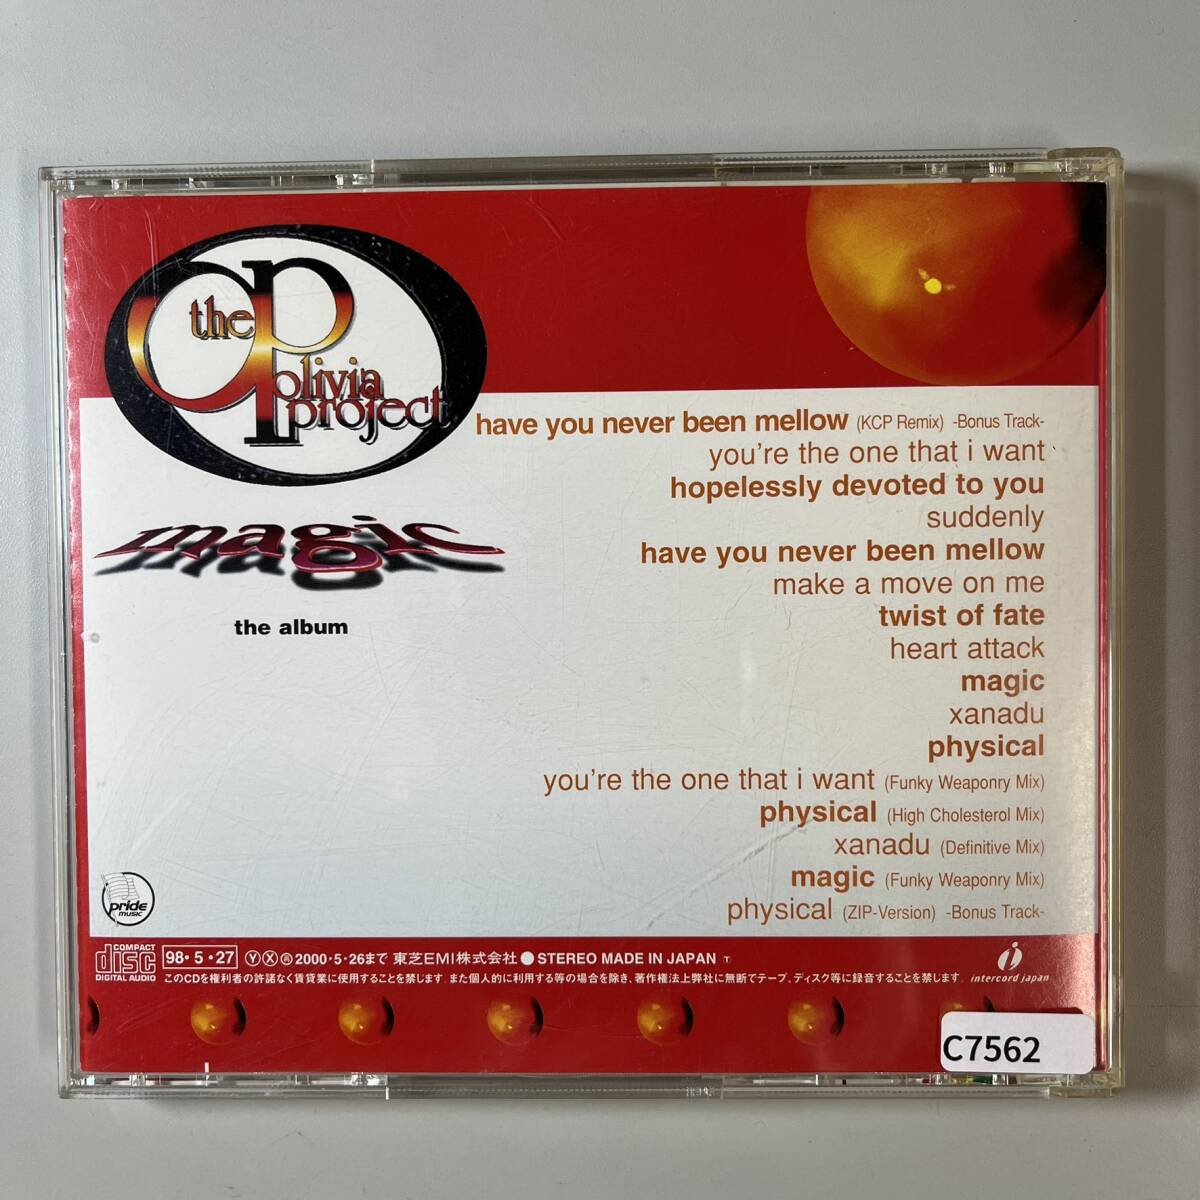 the
olivia
project
magic
the album
have you never been mellow (KCP Remix) -Bonus Track-
you're the one that i want
hopelessly devoted to you
suddenly
have you never been mellow
make a move on me
twist of fate
heart attack
magic
xanadu
physical
you're the one that i want (Funky Weaponry Mix)
physical (High Cholesterol Mix)
xanadu (Definitive Mix)
magic (Funky Weaponry Mix)
physical (ZIP-Version) -Bonus Track-
pride
music
COMPACT
disc
DIGITAL AUDIO
98・5・27 Ⓨ Ⓧ 2000・5・26まで 東芝EMI株式会社 ● STEREO MADE IN JAPAN
このCDを権利者の許諾なく賃貸業に使用することを禁じます. また個人的に利用する等の場合を除き、著作権法上弊社に無断でテープ、ディスク等に録音することを禁じます.
i
intercord japan
C7562